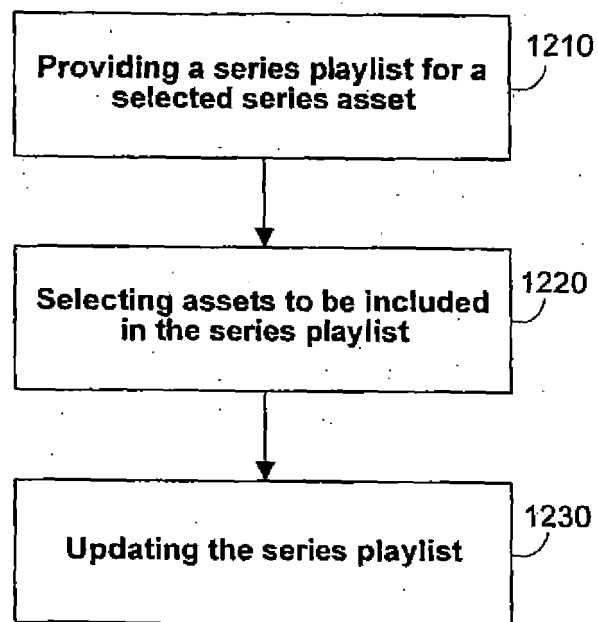 1210
Providing a series playlist for a
selected series asset
1220
Selecting assets to be included
in the series playlist
1230
Updating the series playlist